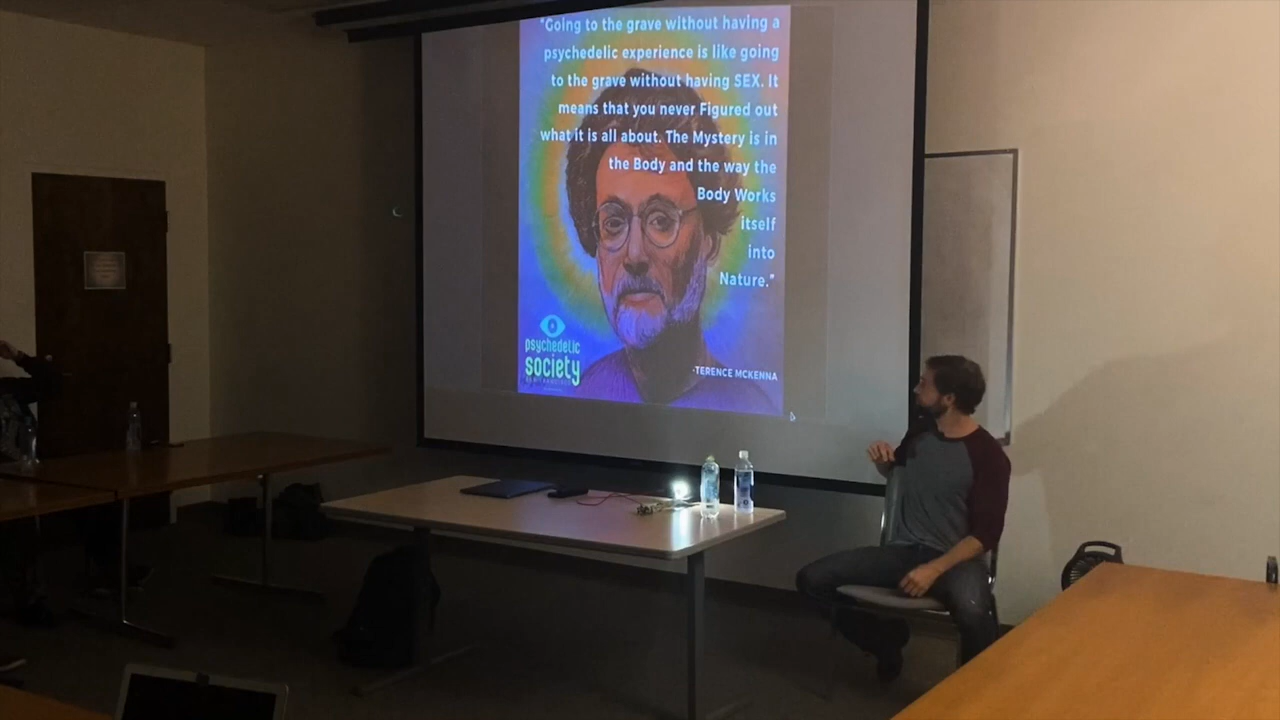 "Going to the grave without having a
psychedelic experience is like going
to the grave without having SEX. It
means that you never Figured out
what it is all about. The Mystery is in
the Body and the way the
Body Works
itself
into
Nature."
psychedelic
society
-TERENCE MCKENNA